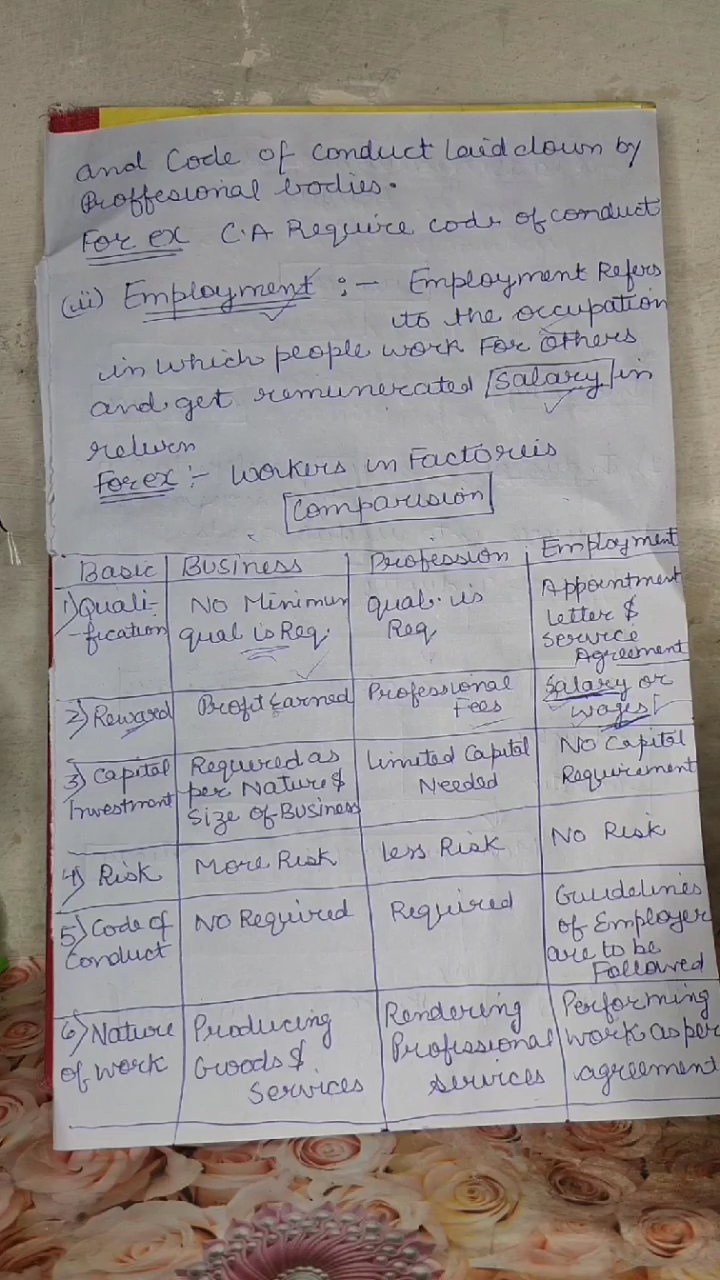 and Code of conduct laid down by
Proffesional bodies.
For ex C.A Require code of conduct
(iii) Employment :- Employment Refers
to the occupation
in which people work For others
and get remunerated Salary in
return
For ex :- Workers in Factoreis
Comparision
Basic Business Profession Employment
1) Quali-
-fication
No Minimum
qual is Req.
qual. is
Req
Appointment
letter &
Service
Agreement
2) Reward
Profit Earned
Professional
Fees
Salary or
wages
3) Capital
Investment
Required as
per Nature &
Size of Business
Limited Capital
Needed
No Capital
Requirement
4) Risk
More Risk
less Risk
No Risk
5) Code of
Conduct
No Required
Required
Guidelines
of Employer
are to be
Followed
6) Nature
of work
Producing
Goods &
Services
Rendering
Professional
services
Performing
work as per
agreement